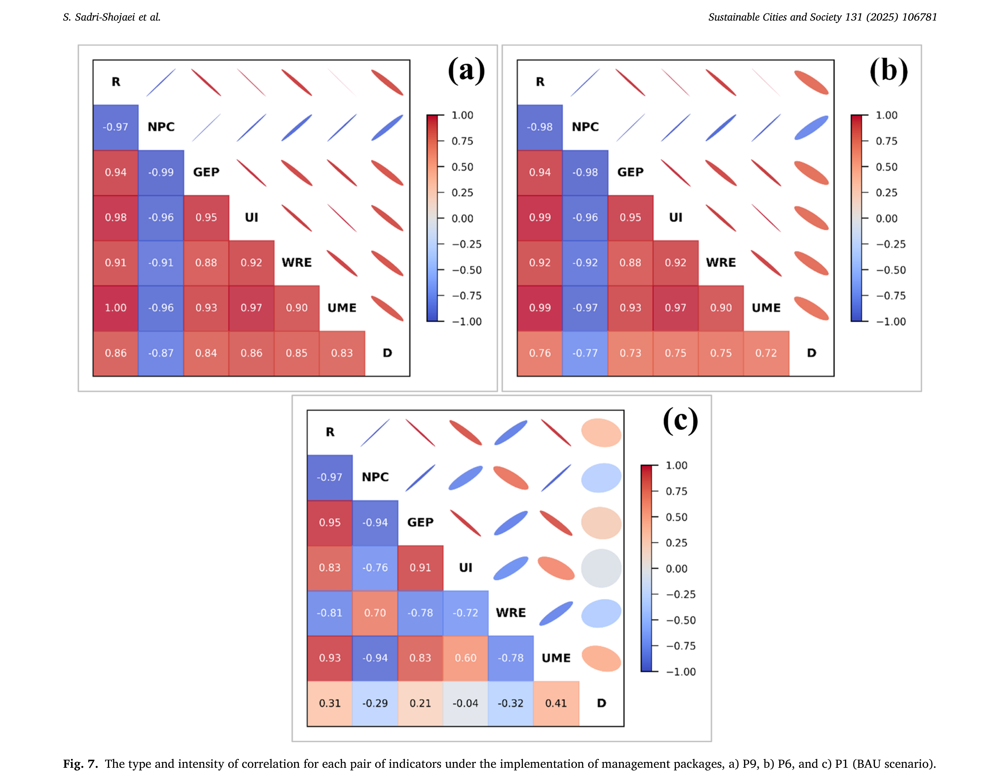 S. Sadri-Shojaei et al.
Sustainable Cities and Society 131 (2025) 106781
(a)
R
-0.97 NPC
0.94 -0.99 GEP
0.98 -0.96 0.95 UI
0.91 -0.91 0.88 0.92 WRE
1.00 -0.96 0.93 0.97 0.90 UME
0.86 -0.87 0.84 0.86 0.85 0.83 D
1.00
0.75
0.50
0.25
0.00
−0.25
−0.50
−0.75
−1.00
(b)
R
-0.98 NPC
0.94 -0.98 GEP
0.99 -0.96 0.95 UI
0.92 -0.92 0.88 0.92 WRE
0.99 -0.97 0.93 0.97 0.90 UME
0.76 -0.77 0.73 0.75 0.75 0.72 D
1.00
0.75
0.50
0.25
0.00
−0.25
−0.50
−0.75
−1.00
(c)
R
-0.97 NPC
0.95 -0.94 GEP
0.83 -0.76 0.91 UI
-0.81 0.70 -0.78 -0.72 WRE
0.93 -0.94 0.83 0.60 -0.78 UME
0.31 -0.29 0.21 -0.04 -0.32 0.41 D
1.00
0.75
0.50
0.25
0.00
−0.25
−0.50
−0.75
−1.00
Fig. 7. The type and intensity of correlation for each pair of indicators under the implementation of management packages, a) P9, b) P6, and c) P1 (BAU scenario).